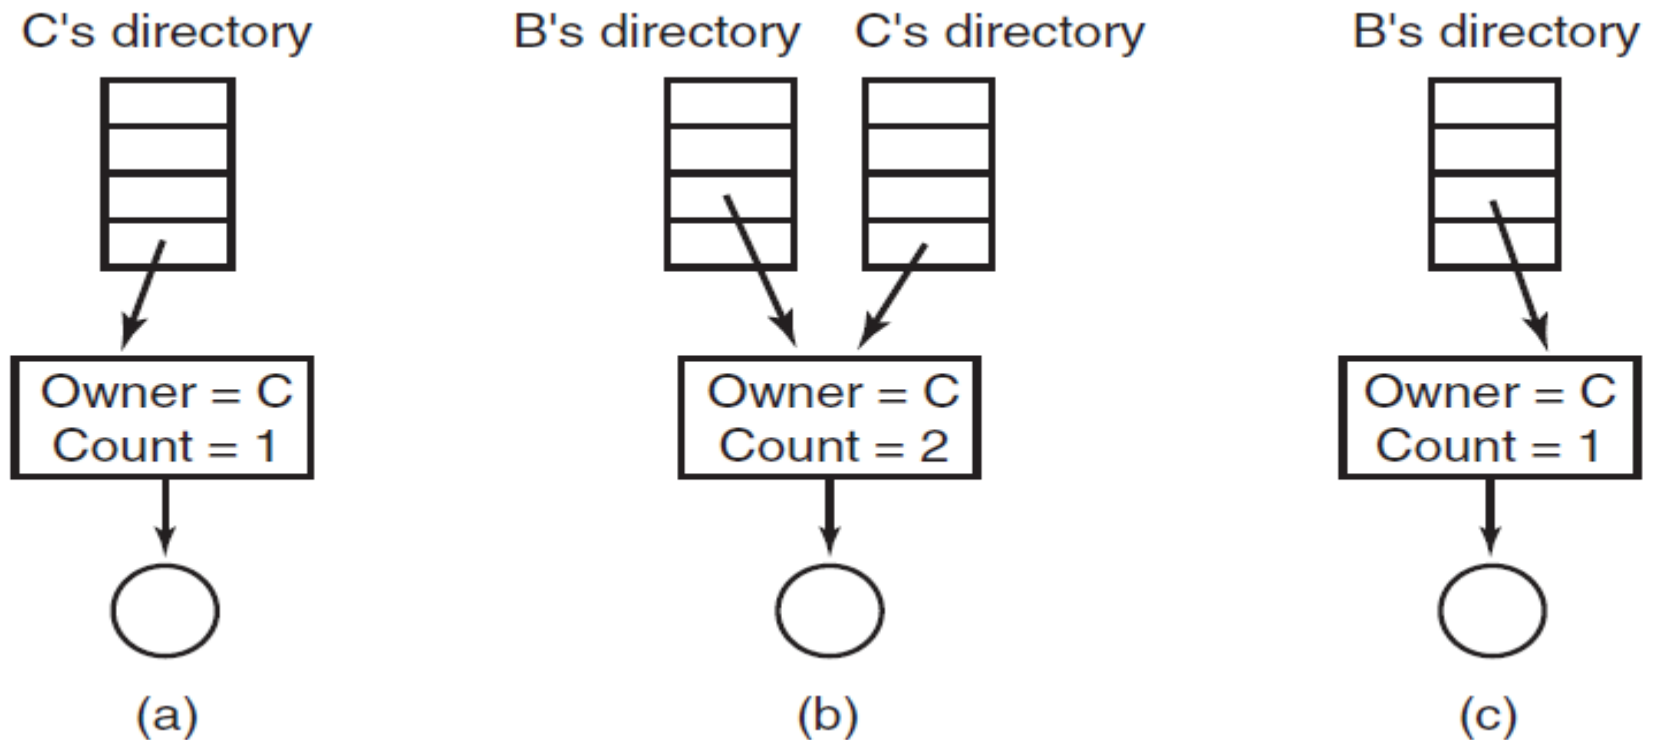 C's directory
B's directory
C's directory
B's directory
Owner = C
Count = 1
Owner = C
Count = 2
Owner = C
Count = 1
(a)
(b)
(c)